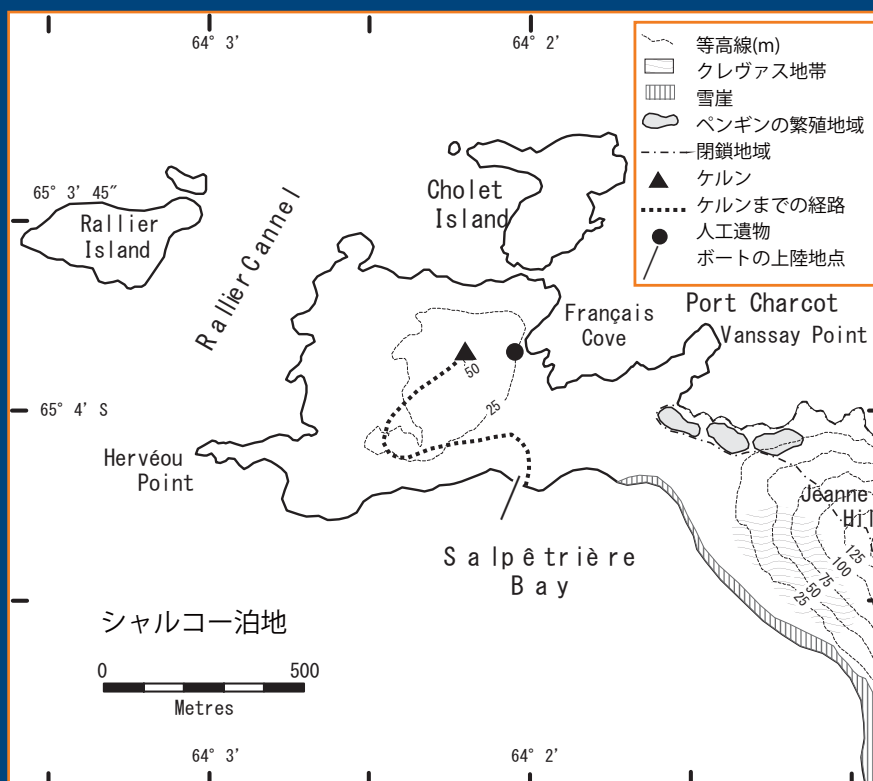 64° 3′
64° 2′
等高線(m)
クレヴァス地帯
雪崖
ペンギンの繁殖地域
閉鎖地域
ケルン
ケルンまでの経路
人工遺物
ボートの上陸地点
65° 3′ 45″
Rallier
Island
Rallier Cannel
Cholet
Island
Français
Cove
Port Charcot
Vanssay Point
50
25
65° 4′ S
Hervéou
Point
Jeanne
Hil
125
100
75
50
25
Salpêtrière
Bay
シャルコー泊地
0 500
Metres
64° 3′
64° 2′